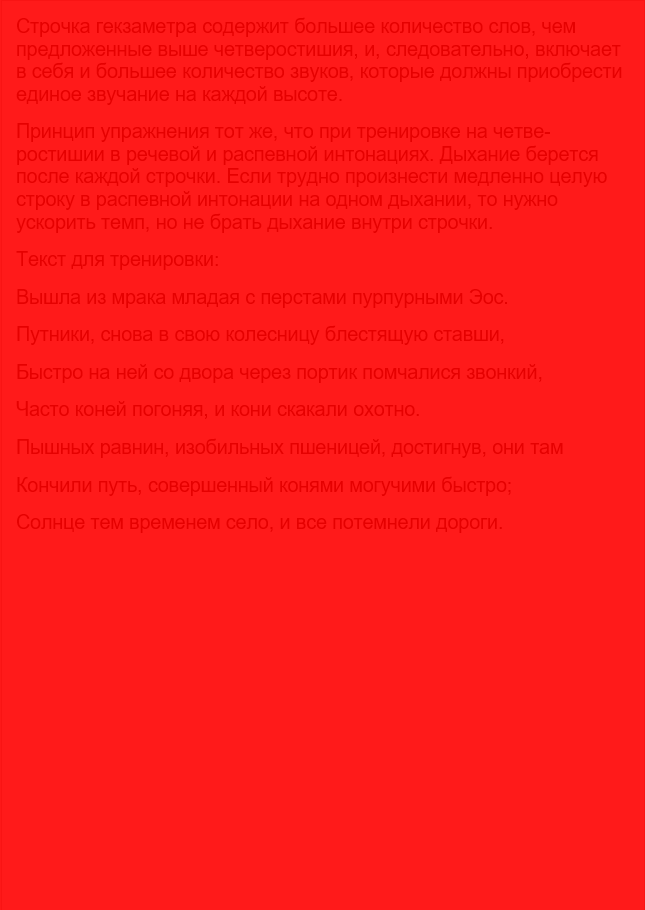 Строчка гекзаметра содержит большее количество слов, чем
предложенные выше четверостишия, и, следовательно, включает
в себя и большее количество звуков, которые должны приобрести
единое звучание на каждой высоте.
Принцип упражнения тот же, что при тренировке на четве-
ростишии в речевой и распевной интонациях. Дыхание берется
после каждой строчки. Если трудно произнести медленно целую
строку в распевной интонации на одном дыхании, то нужно
ускорить темп, но не брать дыхание внутри строчки.
Текст для тренировки:
Вышла из мрака младая с перстами пурпурными Эос.
Путники, снова в свою колесницу блестящую ставши,
Быстро на ней со двора через портик помчалися звонкий,
Часто коней погоняя, и кони скакали охотно.
Пышных равнин, изобильных пшеницей, достигнув, они там
Кончили путь, совершенный конями могучими быстро;
Солнце тем временем село, и все потемнели дороги.